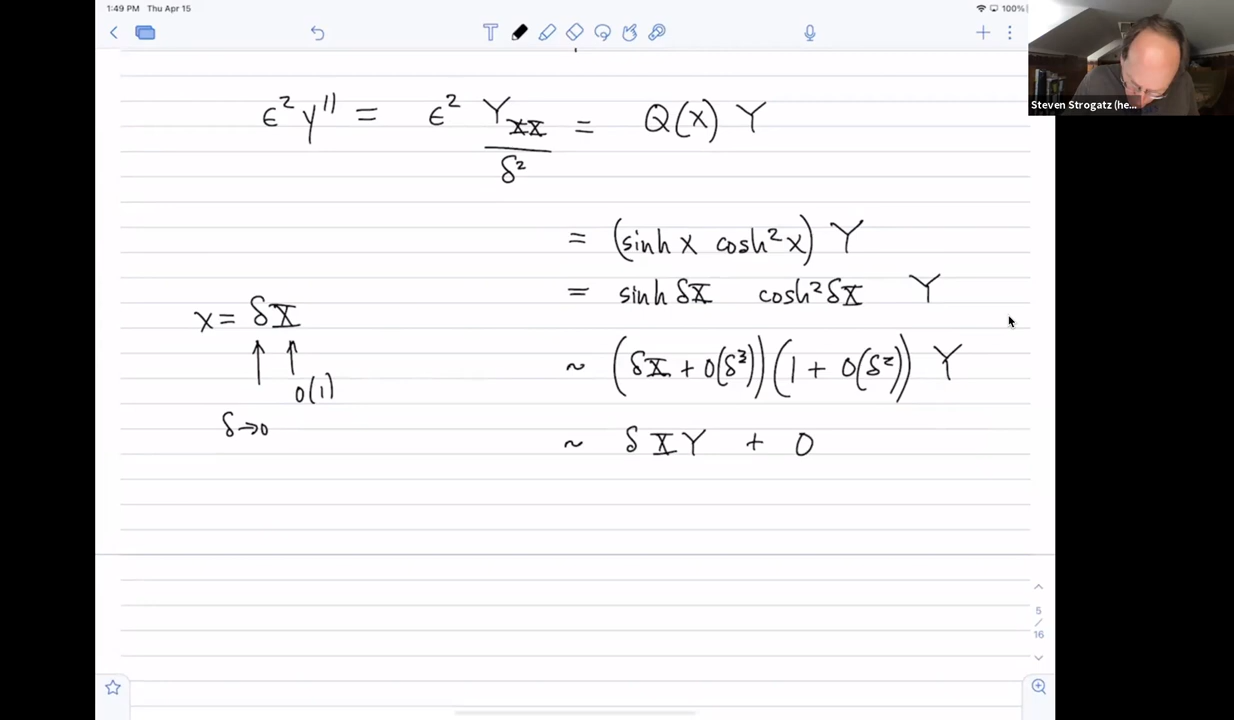 1:49 PM Thu Apr 15
100%
Steven Strogatz (he...
ϵ² y'' = ϵ² Y_XX / δ² = Q(x) Y
= (sinh x cosh² x) Y
= sinh δX cosh² δX Y
x = δX
O(1)
δ→0
~ (δX + O(δ³)) (1 + O(δ²)) Y
~ δ X Y + O
5
/
16